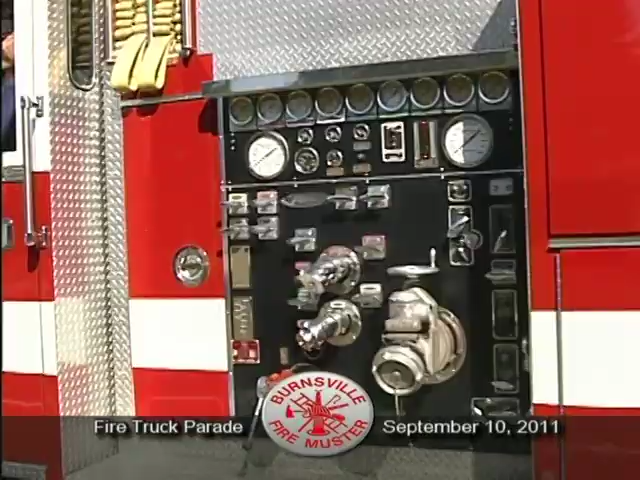 BURNSVILLE
FIRE MUSTER
Fire Truck Parade
September 10, 2011